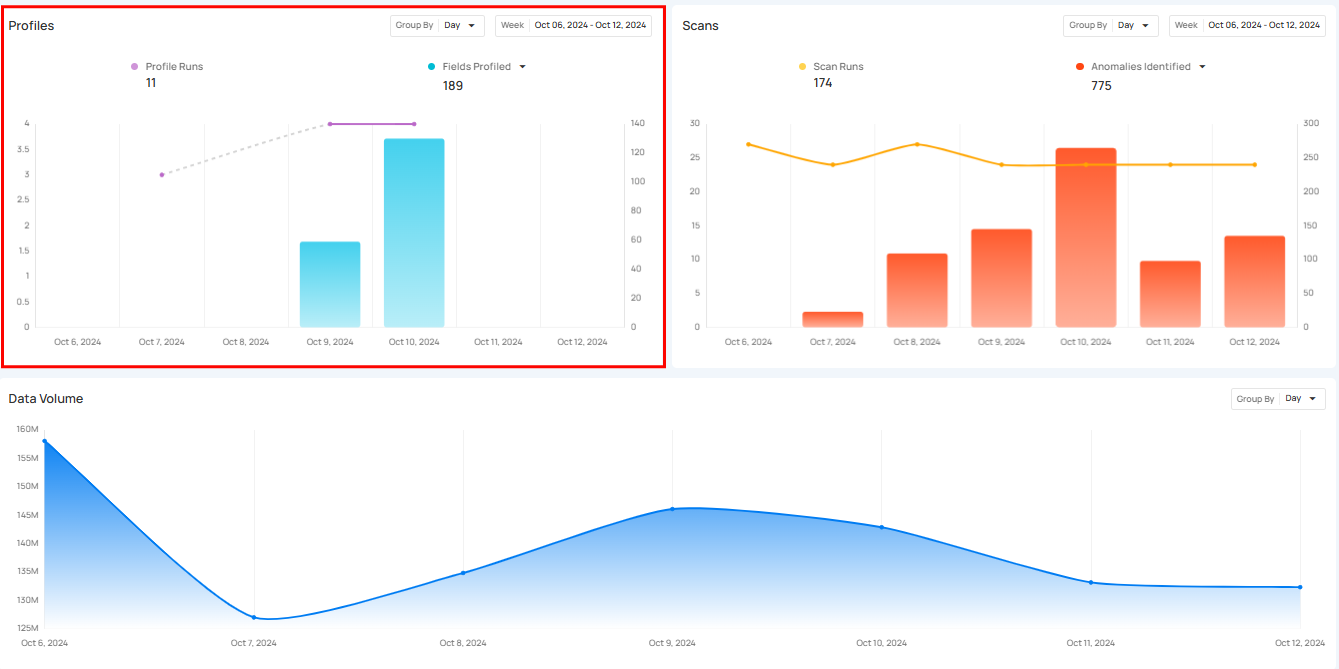 Profiles
Group By Day
Week Oct 06, 2024 - Oct 12, 2024
Profile Runs
11
Fields Profiled
189
4
3.5
3
2.5
2
1.5
1
0.5
0
140
120
100
80
60
40
20
0
Oct 6, 2024 Oct 7, 2024 Oct 8, 2024 Oct 9, 2024 Oct 10, 2024 Oct 11, 2024 Oct 12, 2024
Scans
Group By Day
Week Oct 06, 2024 - Oct 12, 2024
Scan Runs
174
Anomalies Identified
775
30
25
20
15
10
5
0
300
250
200
150
100
50
0
Oct 6, 2024 Oct 7, 2024 Oct 8, 2024 Oct 9, 2024 Oct 10, 2024 Oct 11, 2024 Oct 12, 2024
Data Volume
Group By Day
160M
155M
150M
145M
140M
135M
130M
125M
Oct 6, 2024 Oct 7, 2024 Oct 8, 2024 Oct 9, 2024 Oct 10, 2024 Oct 11, 2024 Oct 12, 2024